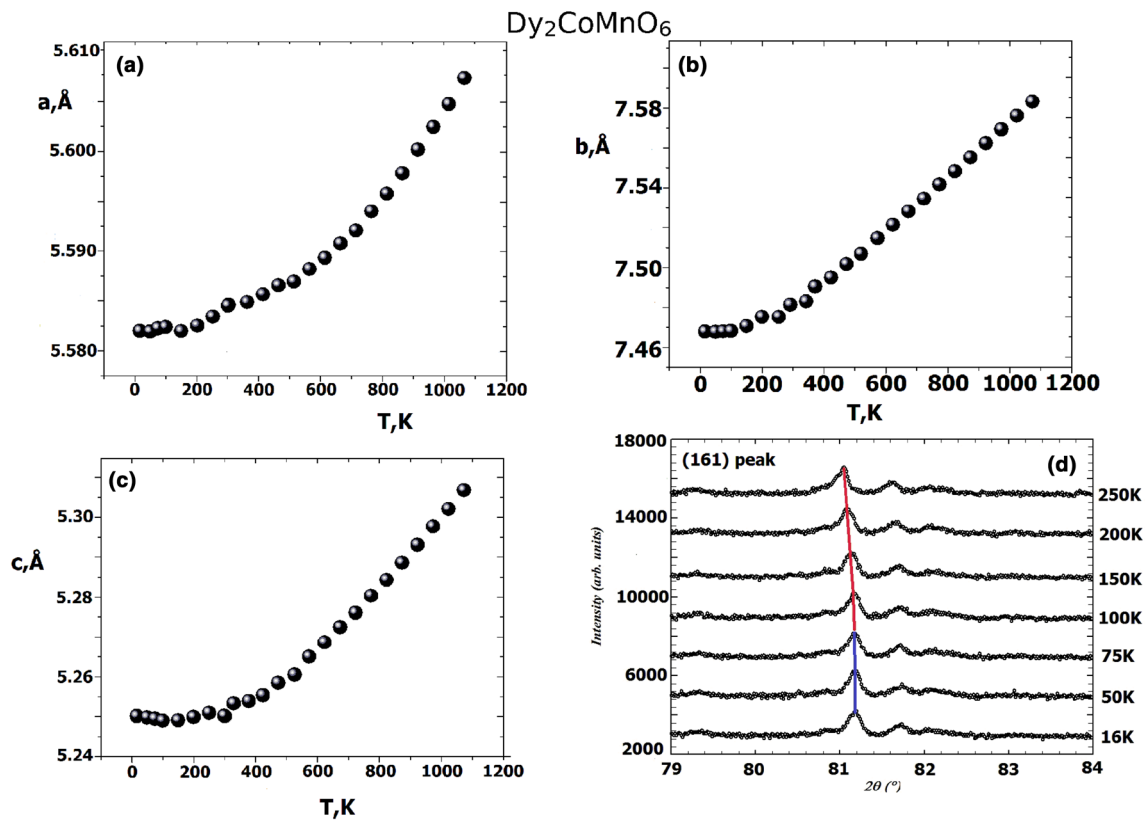 Dy₂CoMnO₆
(a)
a,Å
5.610
5.600
5.590
5.580
0 200 400 600 800 1000 1200
T,K
(b)
b,Å
7.58
7.54
7.50
7.46
0 200 400 600 800 1000 1200
T,K
(c)
c,Å
5.30
5.28
5.26
5.24
0 200 400 600 800 1000 1200
T,K
(161) peak
(d)
Intensity (arb. units)
18000
14000
10000
6000
2000
250K
200K
150K
100K
75K
50K
16K
79 80 81 82 83 84
2θ (°)